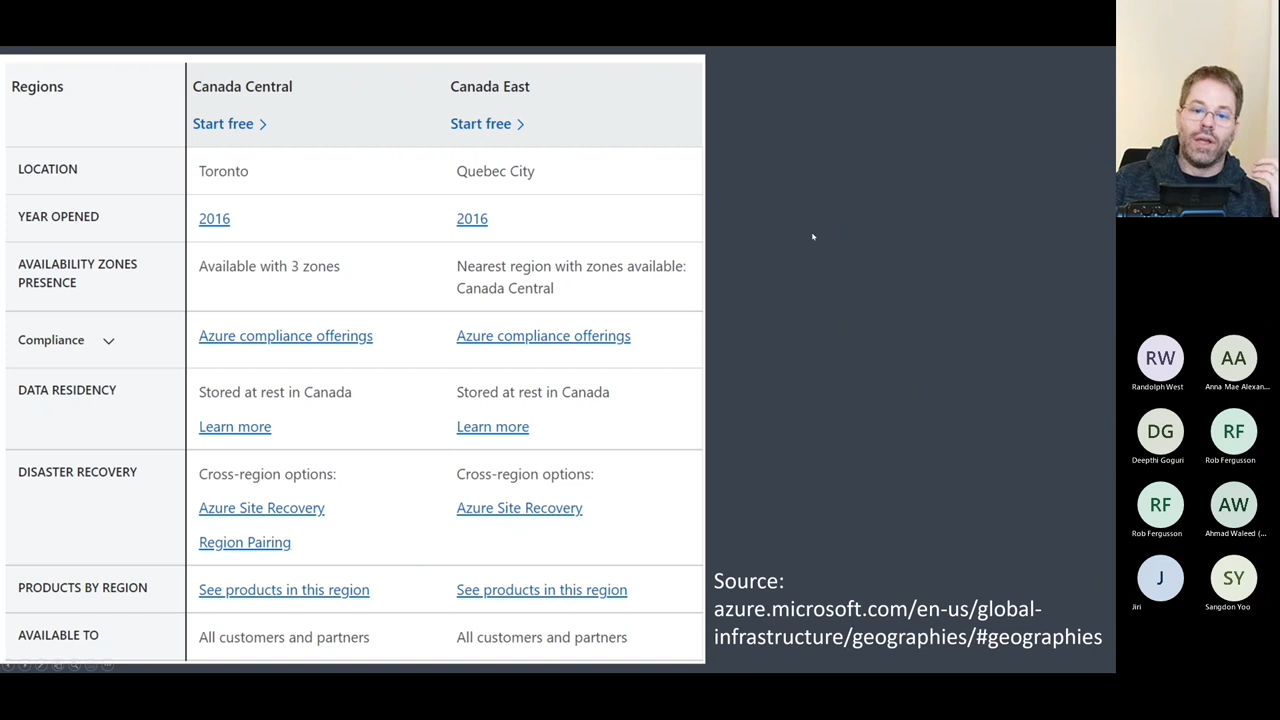 Regions
Canada Central
Canada East
Start free
Start free
LOCATION
Toronto
Quebec City
YEAR OPENED
2016
2016
AVAILABILITY ZONES
PRESENCE
Available with 3 zones
Nearest region with zones available:
Canada Central
Compliance
Azure compliance offerings
Azure compliance offerings
DATA RESIDENCY
Stored at rest in Canada
Stored at rest in Canada
Learn more
Learn more
DISASTER RECOVERY
Cross-region options:
Cross-region options:
Azure Site Recovery
Azure Site Recovery
Region Pairing
PRODUCTS BY REGION
See products in this region
See products in this region
AVAILABLE TO
All customers and partners
All customers and partners
Source:
azure.microsoft.com/en-us/global-
infrastructure/geographies/#geographies
RW
AA
Randolph West
Anna Mae Alexan...
DG
RF
Deepthi Goguri
Rob Fergusson
RF
AW
Rob Fergusson
Ahmad Waleed (...
J
SY
Jiri
Sangdon Yoo